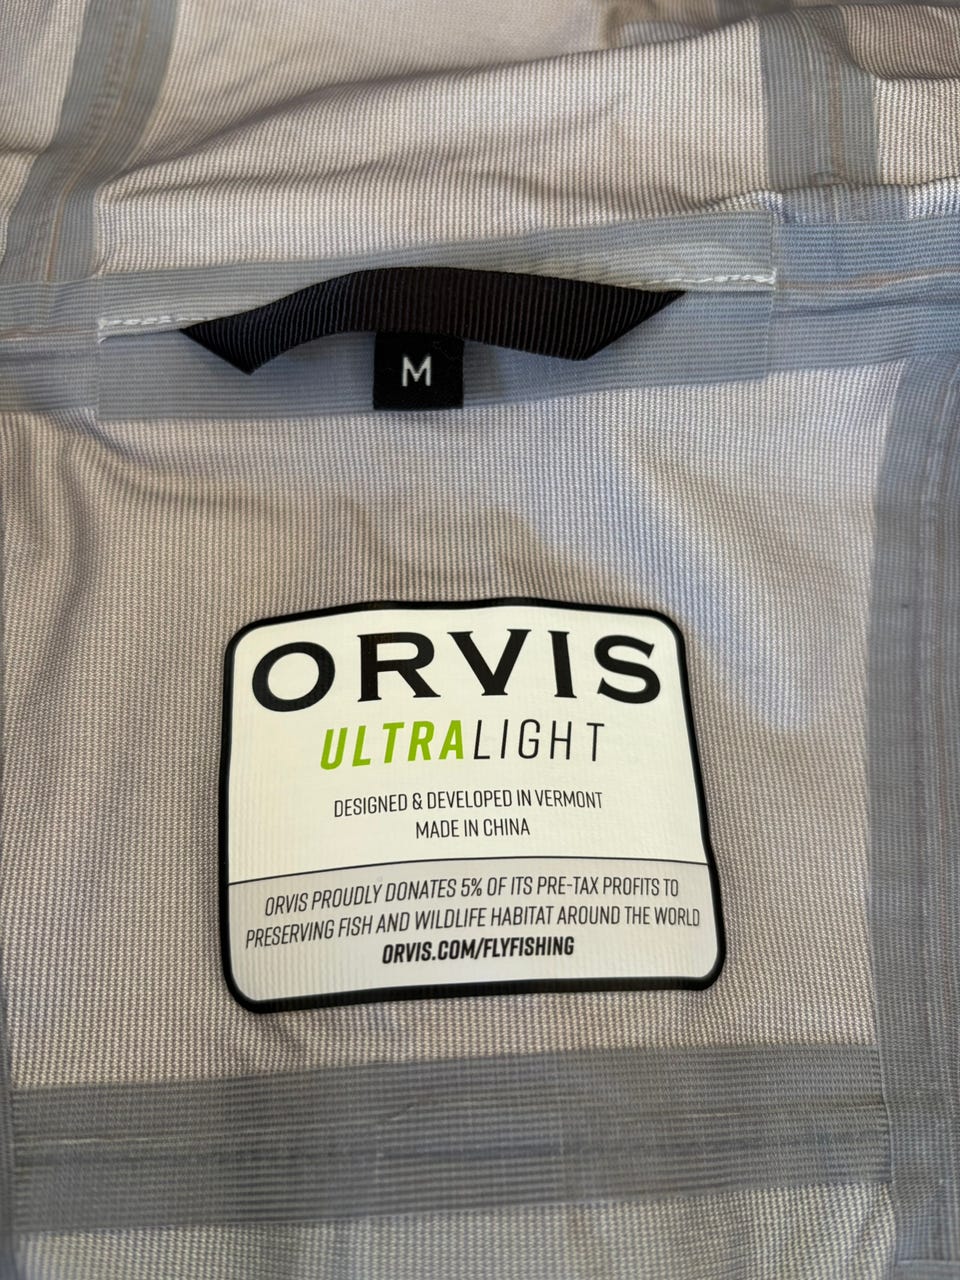 M
ORVIS
ULTRALIGHT
DESIGNED & DEVELOPED IN VERMONT
MADE IN CHINA
ORVIS PROUDLY DONATES 5% OF ITS PRE-TAX PROFITS TO
PRESERVING FISH AND WILDLIFE HABITAT AROUND THE WORLD
ORVIS.COM/FLYFISHING